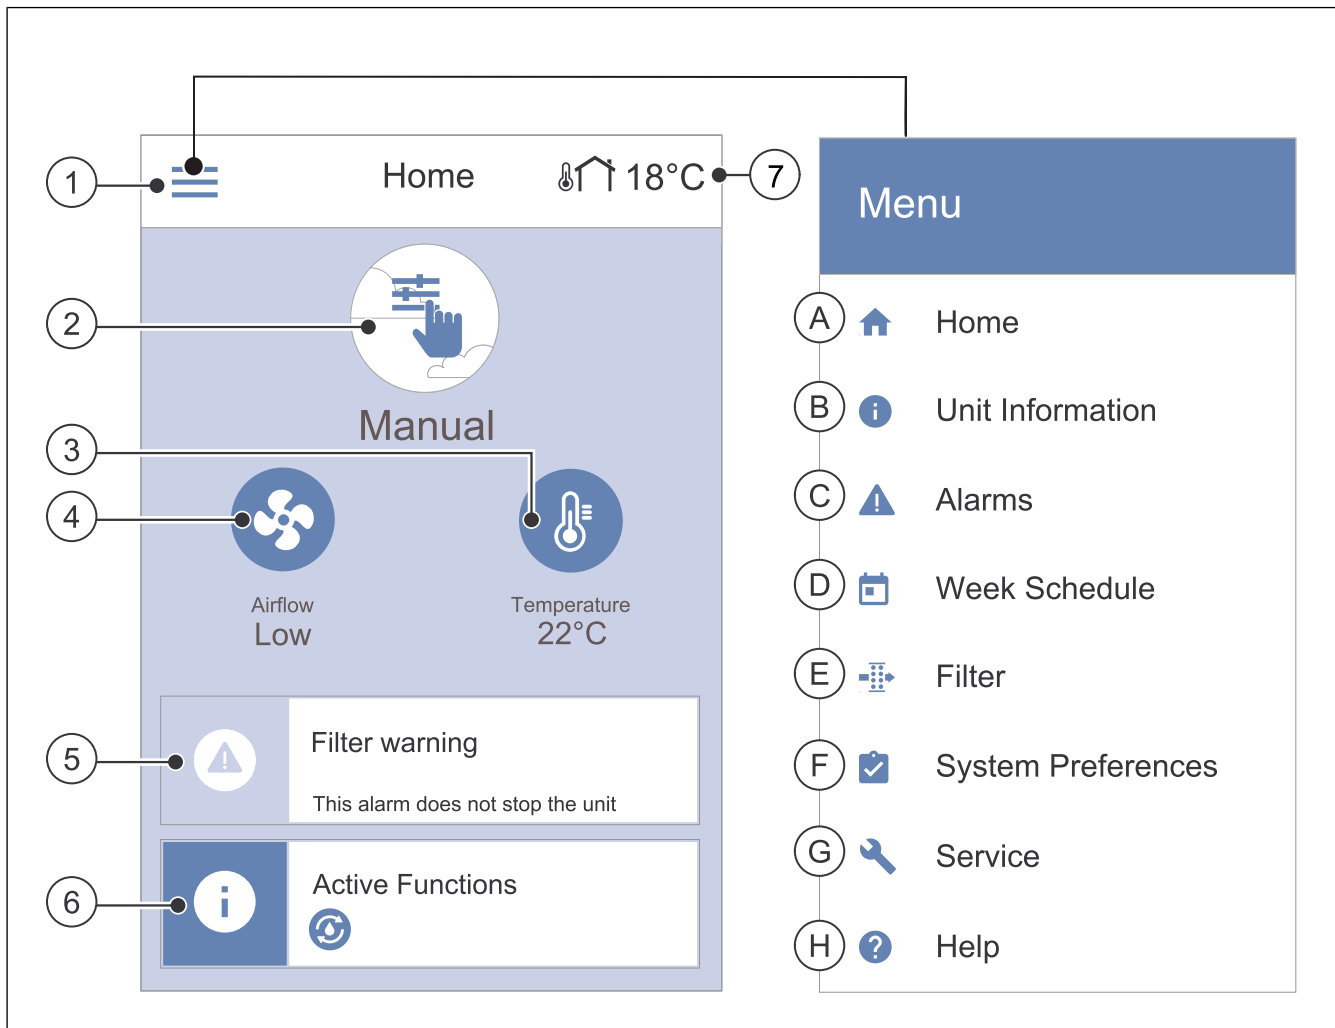 1
Home
18°C
7
2
Manual
3
4
Airflow
Low
Temperature
22°C
5
Filter warning
This alarm does not stop the unit
6
Active Functions
Menu
A Home
B Unit Information
C Alarms
D Week Schedule
E Filter
F System Preferences
G Service
H Help